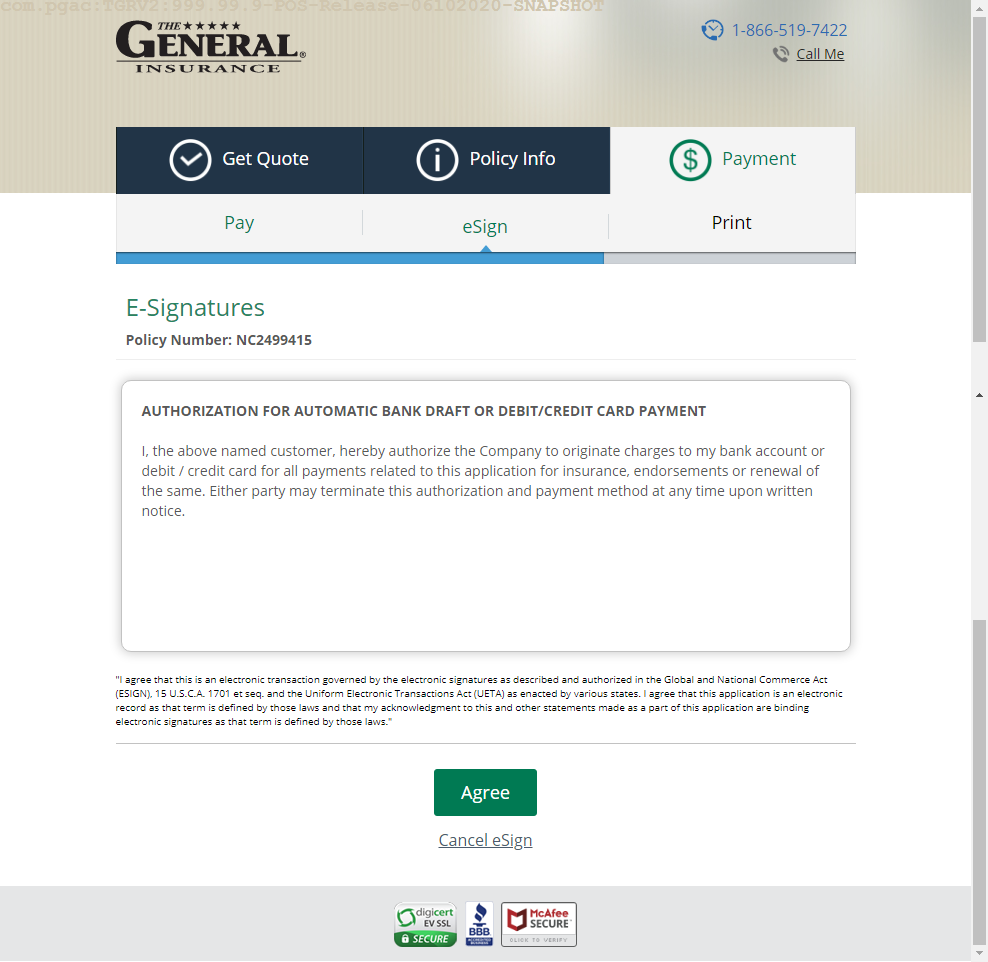 com.pgac:TGRV2:999.99.9-POS-Release-06102020-SNAPSHOT
THE
GENERAL®
INSURANCE
1-866-519-7422
Call Me
Get Quote
Policy Info
Payment
Pay
eSign
Print
E-Signatures
Policy Number: NC2499415
AUTHORIZATION FOR AUTOMATIC BANK DRAFT OR DEBIT/CREDIT CARD PAYMENT
I, the above named customer, hereby authorize the Company to originate charges to my bank account or
debit / credit card for all payments related to this application for insurance, endorsements or renewal of
the same. Either party may terminate this authorization and payment method at any time upon written
notice.
"I agree that this is an electronic transaction governed by the electronic signatures as described and authorized in the Global and National Commerce Act
(ESIGN), 15 U.S.C.A. 1701 et seq. and the Uniform Electronic Transactions Act (UETA) as enacted by various states. I agree that this application is an electronic
record as that term is defined by those laws and that my acknowledgment to this and other statements made as a part of this application are binding
electronic signatures as that term is defined by those laws."
Agree
Cancel eSign
digicert
EV SSL
SECURE
BBB
ACCREDITED
BUSINESS
McAfee
SECURE
CLICK TO VERIFY